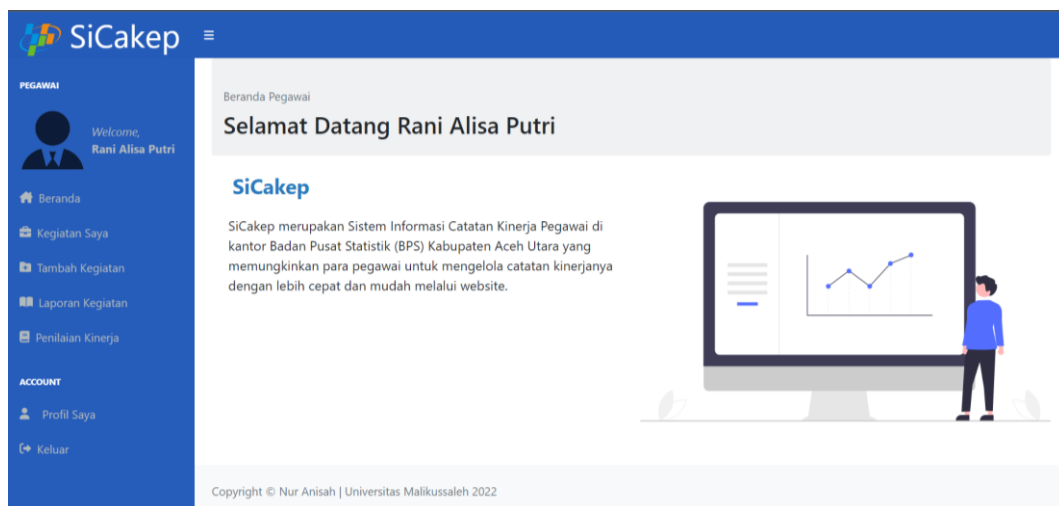 SiCakep
PEGAWAI
Welcome,
Rani Alisa Putri
Beranda
Kegiatan Saya
Tambah Kegiatan
Laporan Kegiatan
Penilaian Kinerja
ACCOUNT
Profil Saya
Keluar
Beranda Pegawai
Selamat Datang Rani Alisa Putri
SiCakep
SiCakep merupakan Sistem Informasi Catatan Kinerja Pegawai di
kantor Badan Pusat Statistik (BPS) Kabupaten Aceh Utara yang
memungkinkan para pegawai untuk mengelola catatan kinerjanya
dengan lebih cepat dan mudah melalui website.
Copyright © Nur Anisah | Universitas Malikussaleh 2022